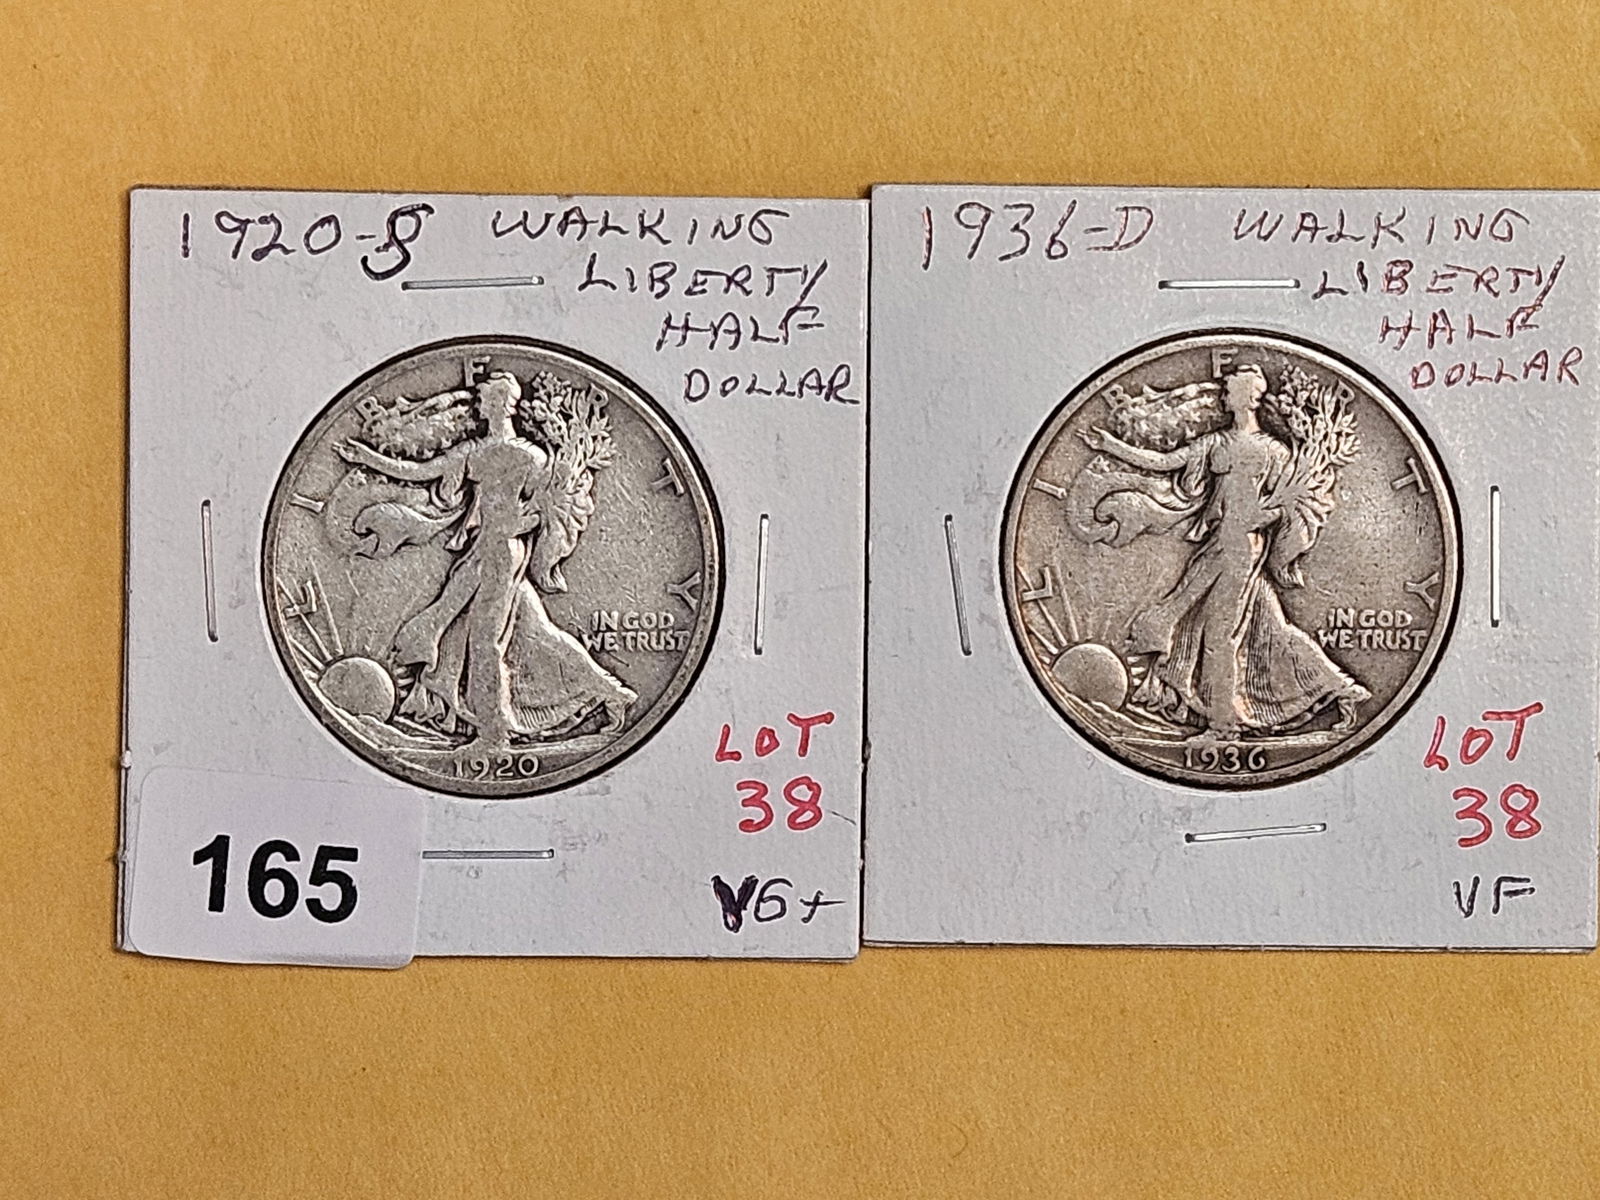 1920-S WALKING
LIBERTY
HALF
DOLLAR
LIBERTY
IN GOD
WE TRUST
1920
LOT
38
VG+
165
1936-D WALKING
LIBERTY
HALF
DOLLAR
LIBERTY
IN GOD
WE TRUST
1936
LOT
38
VF